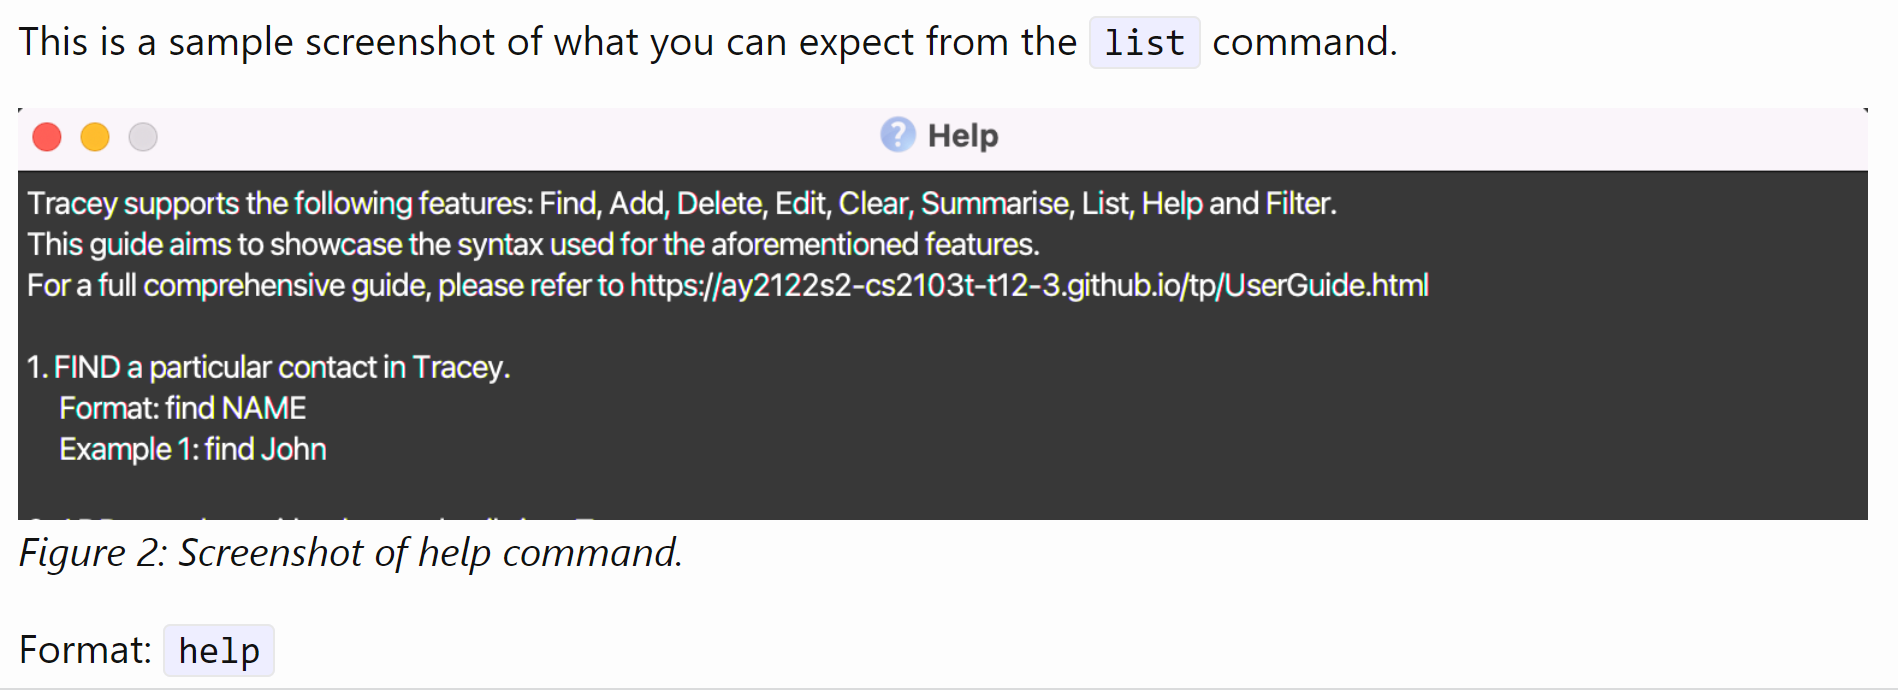 This is a sample screenshot of what you can expect from the list command.
? Help
Tracey supports the following features: Find, Add, Delete, Edit, Clear, Summarise, List, Help and Filter.
This guide aims to showcase the syntax used for the aforementioned features.
For a full comprehensive guide, please refer to https://ay2122s2-cs2103t-t12-3.github.io/tp/UserGuide.html
1. FIND a particular contact in Tracey.
Format: find NAME
Example 1: find John
Figure 2: Screenshot of help command.
Format: help